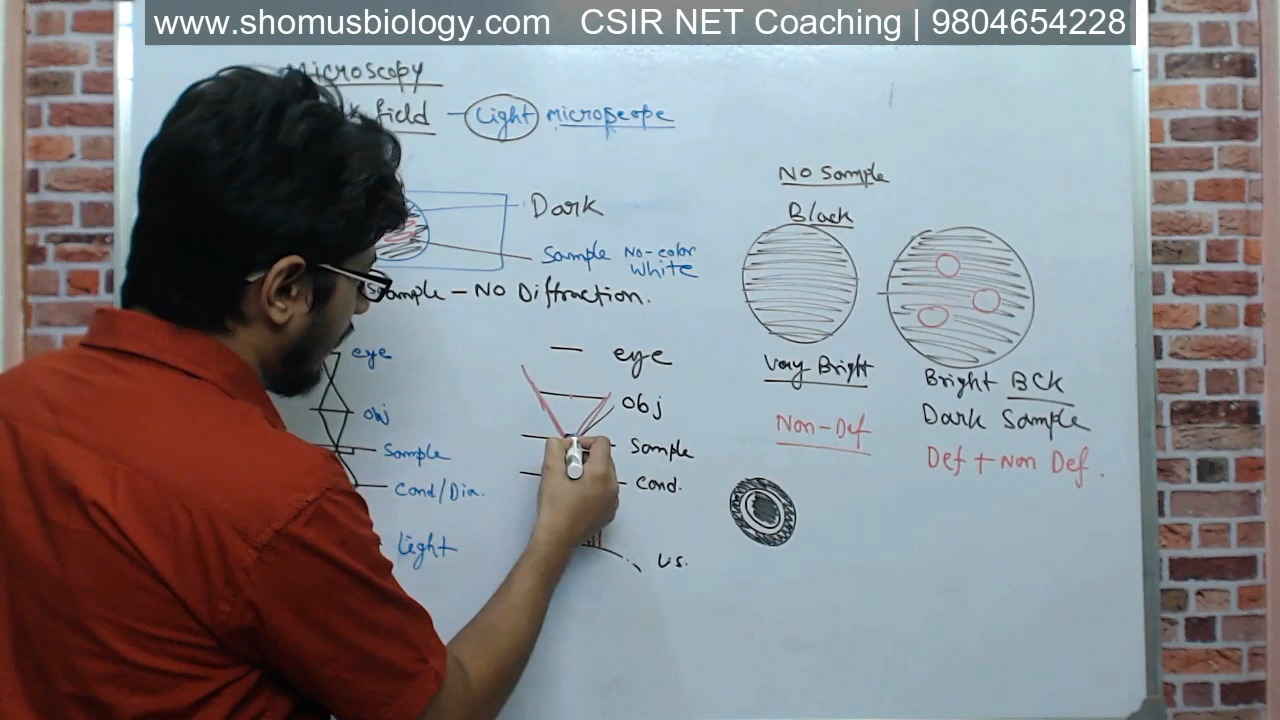 www.shomusbiology.com CSIR NET Coaching | 9804654228
Microscopy
field - Light microscope
Dark
Sample No-color
White
Sample - No Diffraction.
eye
obj
Sample
Cond/Dia.
Light
eye
obj
Sample
Cond.
L.S.
No Sample
Black
Very Bright
Non-Def
Bright BCK
Dark Sample
Def + Non Def.